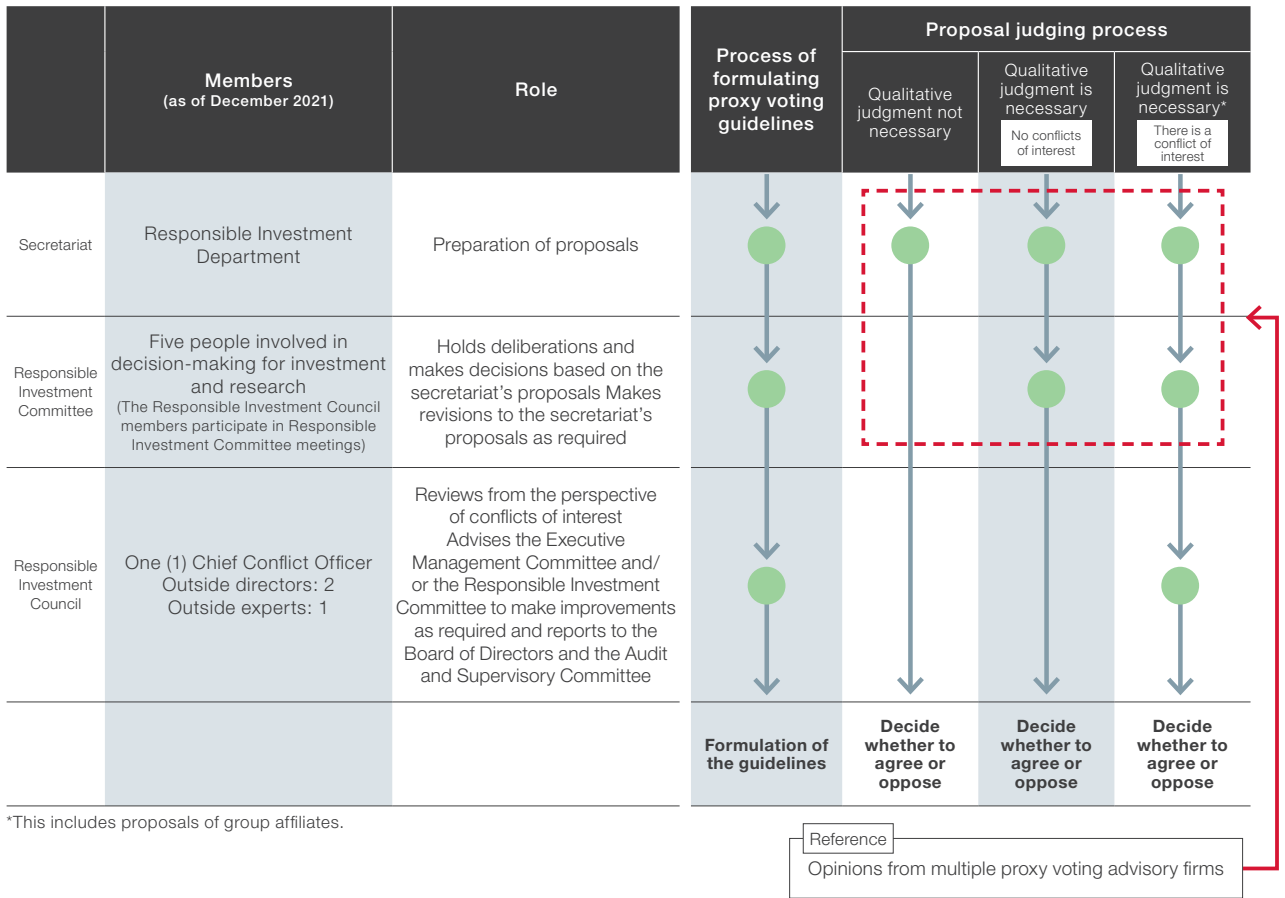 Members
(as of December 2021)
Role
Process of
formulating
proxy voting
guidelines
Proposal judging process
Qualitative
judgment not
necessary
Qualitative
judgment is
necessary
No conflicts
of interest
Qualitative
judgment is
necessary*
There is a
conflict of
interest
Secretariat
Responsible Investment
Department
Preparation of proposals
Responsible
Investment
Committee
Five people involved in
decision-making for investment
and research
(The Responsible Investment Council
members participate in Responsible
Investment Committee meetings)
Holds deliberations and
makes decisions based on the
secretariat's proposals Makes
revisions to the secretariat's
proposals as required
Responsible
Investment
Council
One (1) Chief Conflict Officer
Outside directors: 2
Outside experts: 1
Reviews from the perspective
of conflicts of interest
Advises the Executive
Management Committee and/
or the Responsible Investment
Committee to make improvements
as required and reports to the
Board of Directors and the Audit
and Supervisory Committee
Formulation of
the guidelines
Decide
whether to
agree or
oppose
Decide
whether to
agree or
oppose
Decide
whether to
agree or
oppose
*This includes proposals of group affiliates.
Reference
Opinions from multiple proxy voting advisory firms